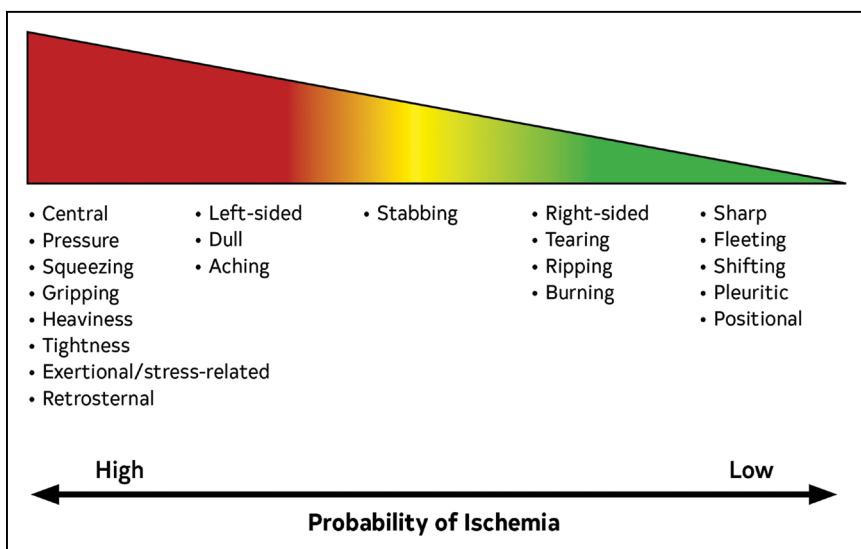 • Central
• Pressure
• Squeezing
• Gripping
• Heaviness
• Tightness
• Exertional/stress-related
• Retrosternal
• Left-sided
• Dull
• Aching
• Stabbing
• Right-sided
• Tearing
• Ripping
• Burning
• Sharp
• Fleeting
• Shifting
• Pleuritic
• Positional
High
Low
Probability of Ischemia